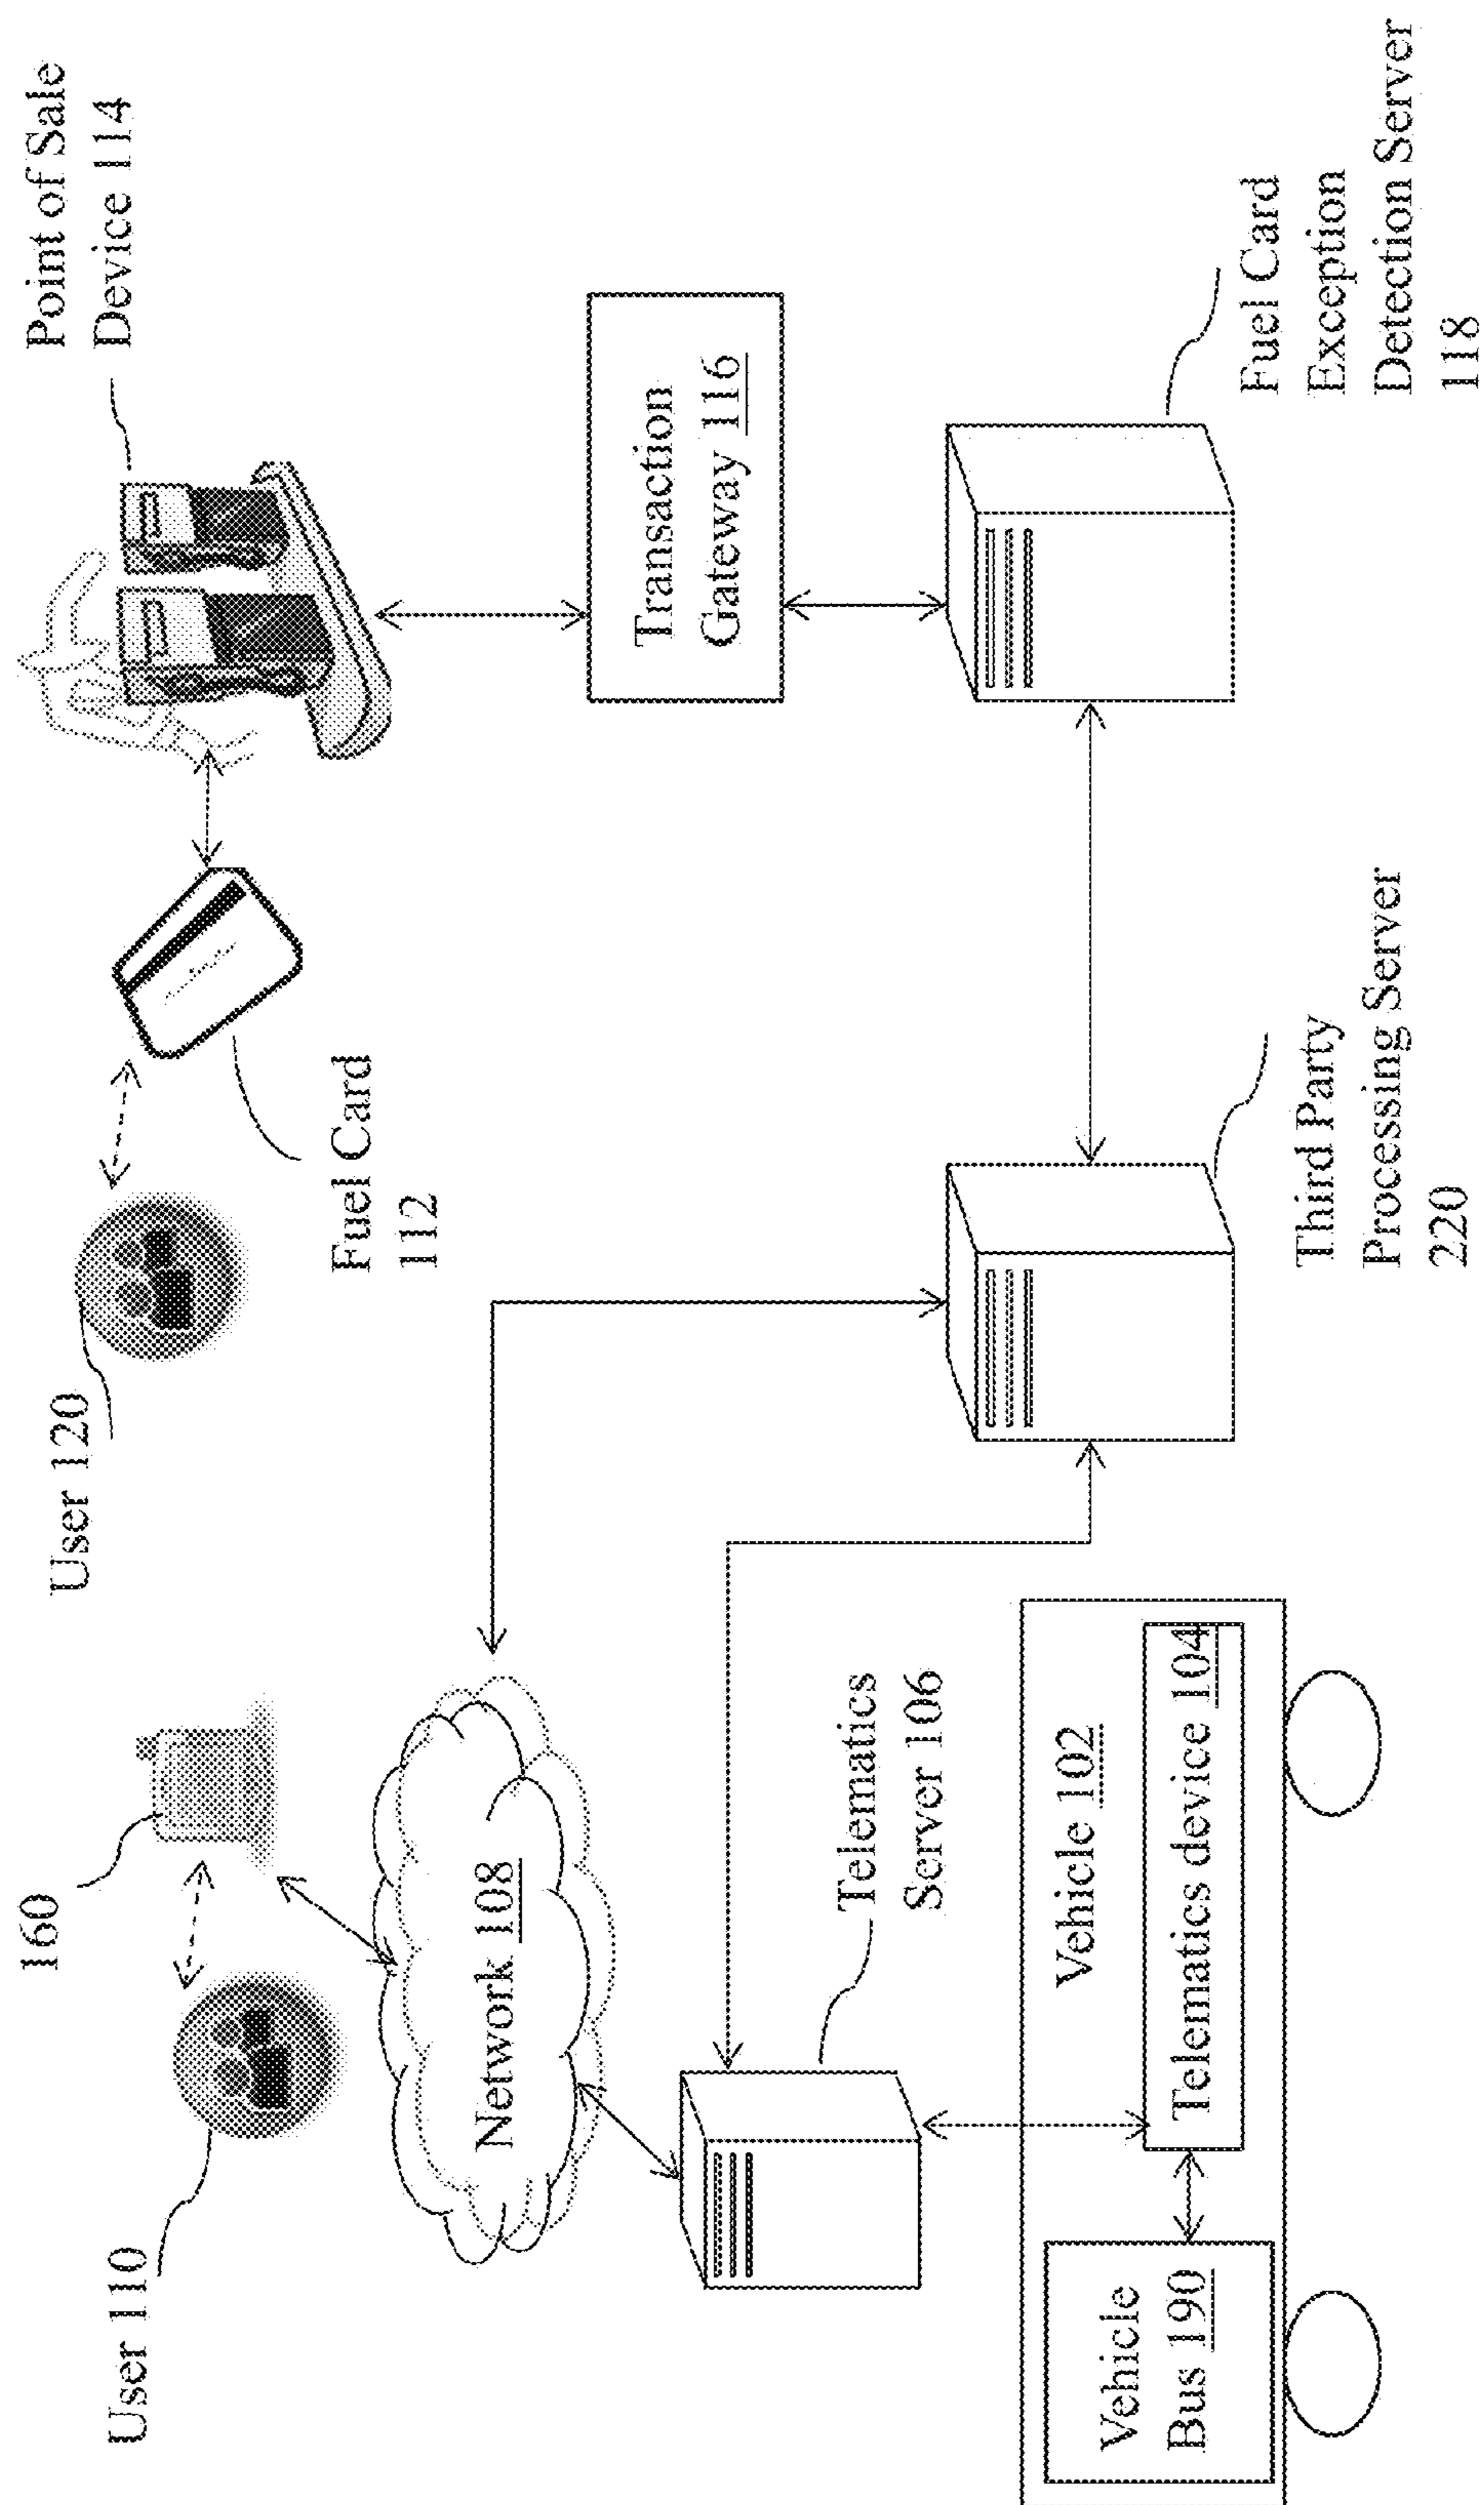 User 110
160
User 120
Fuel Card
112
Point of Sale
Device 114
Network 108
Transaction
Gateway 116
Telematics
Server 106
Vehicle 102
Vehicle
Bus 190
Telematics device 104
Third Party
Processing Server
220
Fuel Card
Exception
Detection Server
118